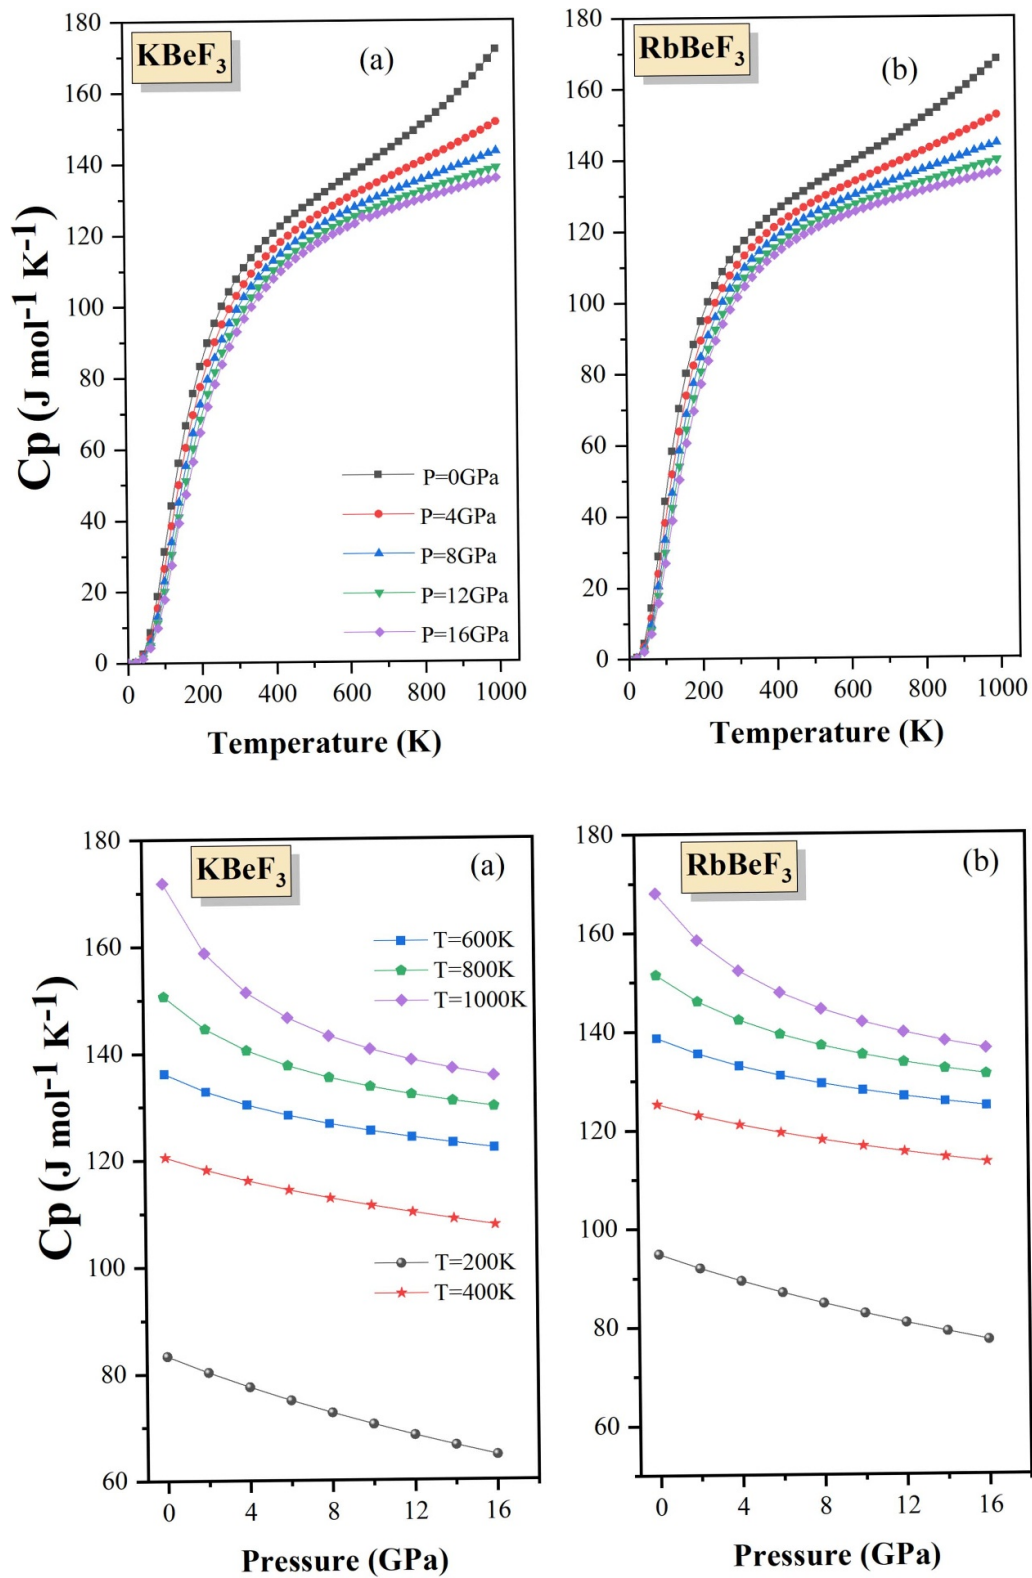 KBeF₃
(a)
Cp (J mol⁻¹ K⁻¹)
180
160
140
120
100
80
60
40
20
0
P=0GPa
P=4GPa
P=8GPa
P=12GPa
P=16GPa
0 200 400 600 800 1000
Temperature (K)
RbBeF₃
(b)
180
160
140
120
100
80
60
40
20
0
0 200 400 600 800 1000
Temperature (K)
KBeF₃
(a)
Cp (J mol⁻¹ K⁻¹)
180
160
140
120
100
80
60
T=600K
T=800K
T=1000K
T=200K
T=400K
0 4 8 12 16
Pressure (GPa)
RbBeF₃
(b)
180
160
140
120
100
80
60
0 4 8 12 16
Pressure (GPa)